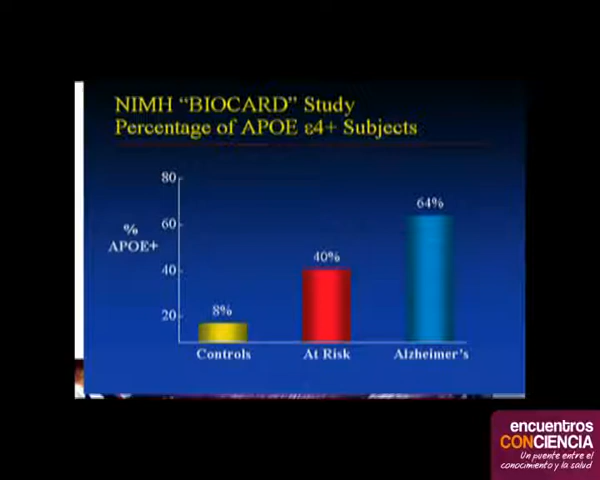 NIMH “BIOCARD” Study
Percentage of APOE ε4+ Subjects
80
60
40
20
%
APOE+
8%
40%
64%
Controls
At Risk
Alzheimer's
encuentros
CONCIENCIA
Un puente entre el
conocimiento y la salud